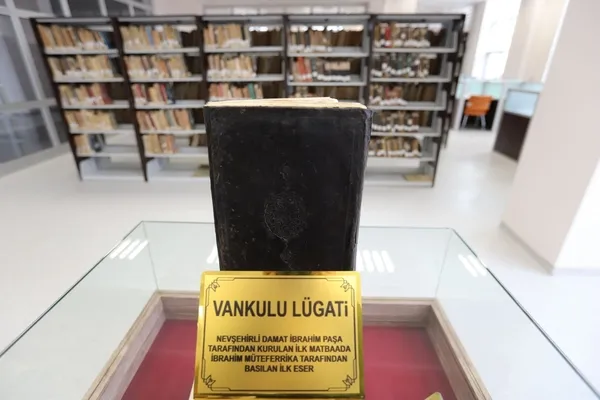 VANKULU LÜGATi
NEVŞEHİRLİ DAMAT İBRAHİM PAŞA
TARAFINDAN KURULAN İLK MATBAADA
İBRAHİM MÜTEFERRİKA TARAFINDAN
BASILAN İLK ESER